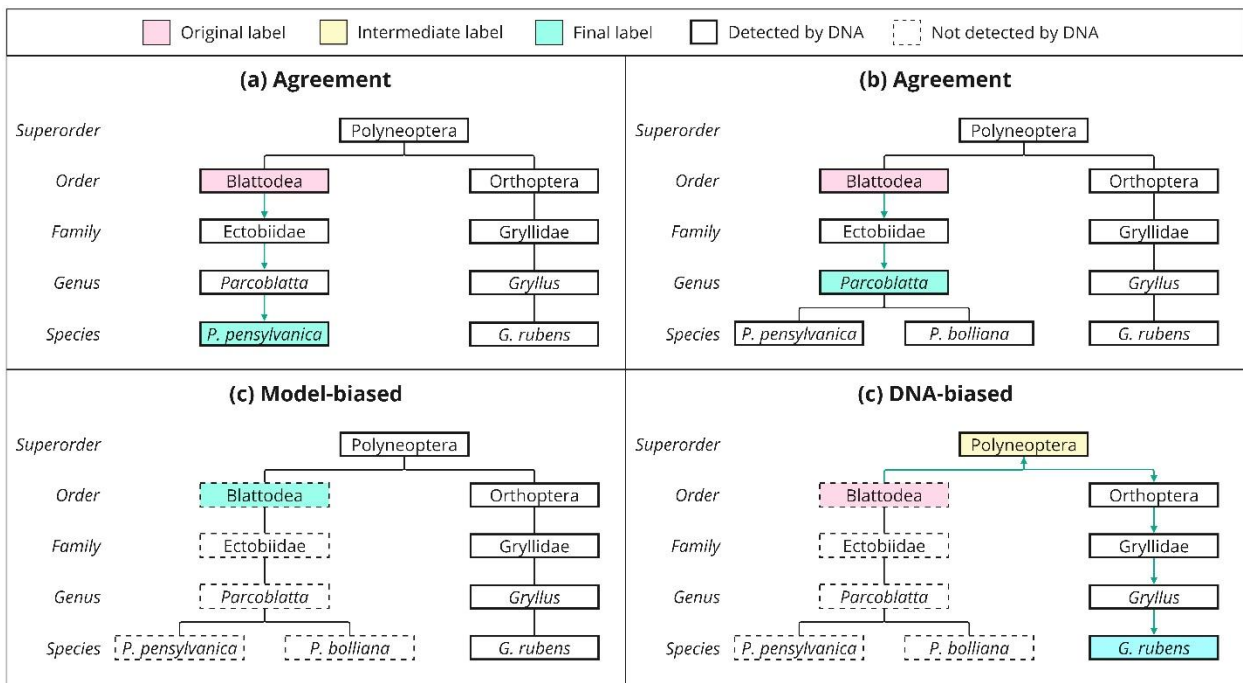 Original label Intermediate label Final label Detected by DNA Not detected by DNA
(a) Agreement
Superorder Polyneoptera
Order Blattodea Orthoptera
Family Ectobiidae Gryllidae
Genus Parcoblatta Gryllus
Species P. pensylvanica G. rubens
(b) Agreement
Superorder Polyneoptera
Order Blattodea Orthoptera
Family Ectobiidae Gryllidae
Genus Parcoblatta Gryllus
Species P. pensylvanica P. bolliana G. rubens
(c) Model-biased
Superorder Polyneoptera
Order Blattodea Orthoptera
Family Ectobiidae Gryllidae
Genus Parcoblatta Gryllus
Species P. pensylvanica P. bolliana G. rubens
(c) DNA-biased
Superorder Polyneoptera
Order Blattodea Orthoptera
Family Ectobiidae Gryllidae
Genus Parcoblatta Gryllus
Species P. pensylvanica P. bolliana G. rubens